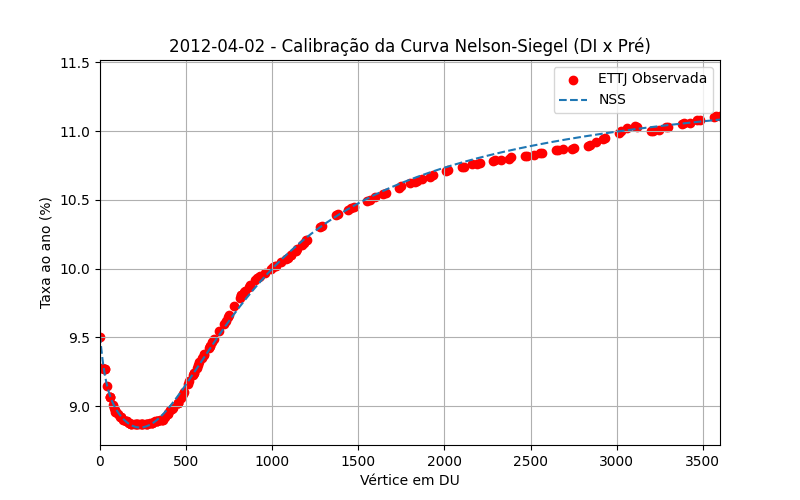 2012-04-02 - Calibração da Curva Nelson-Siegel (DI x Pré)
11.5
11.0
10.5
10.0
9.5
9.0
Taxa ao ano (%)
ETTJ Observada
NSS
0
500
1000
1500
2000
2500
3000
3500
Vértice em DU